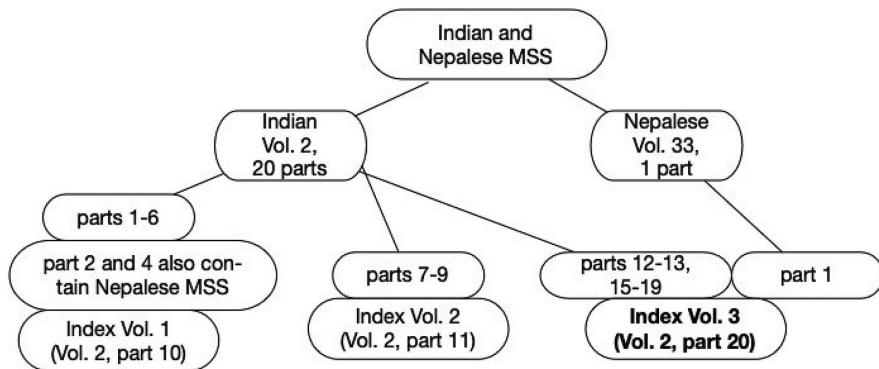 Indian and
Nepalese MSS
Indian
Vol. 2,
20 parts
Nepalese
Vol. 33,
1 part
parts 1-6
part 2 and 4 also con-
tain Nepalese MSS
Index Vol. 1
(Vol. 2, part 10)
parts 7-9
Index Vol. 2
(Vol. 2, part 11)
parts 12-13,
15-19
part 1
Index Vol. 3
(Vol. 2, part 20)